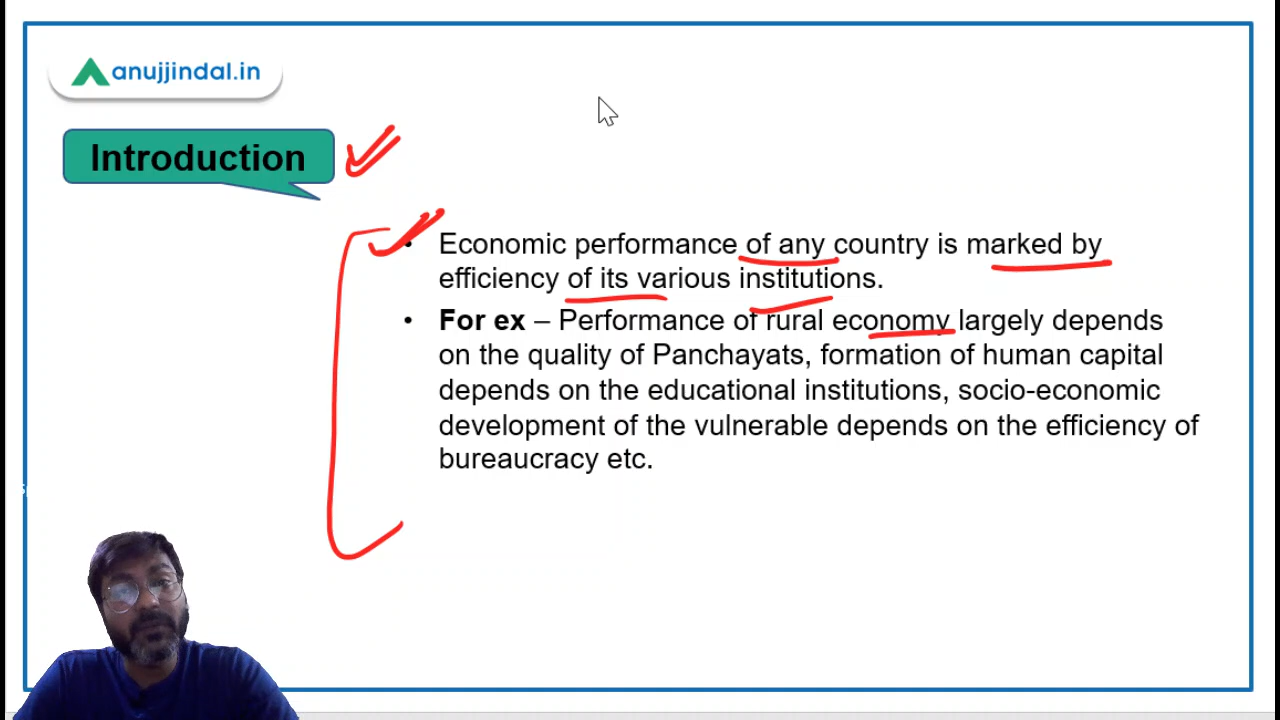 anujjindal.in
Introduction
• Economic performance of any country is marked by
efficiency of its various institutions.
• For ex – Performance of rural economy largely depends
on the quality of Panchayats, formation of human capital
depends on the educational institutions, socio-economic
development of the vulnerable depends on the efficiency of
bureaucracy etc.